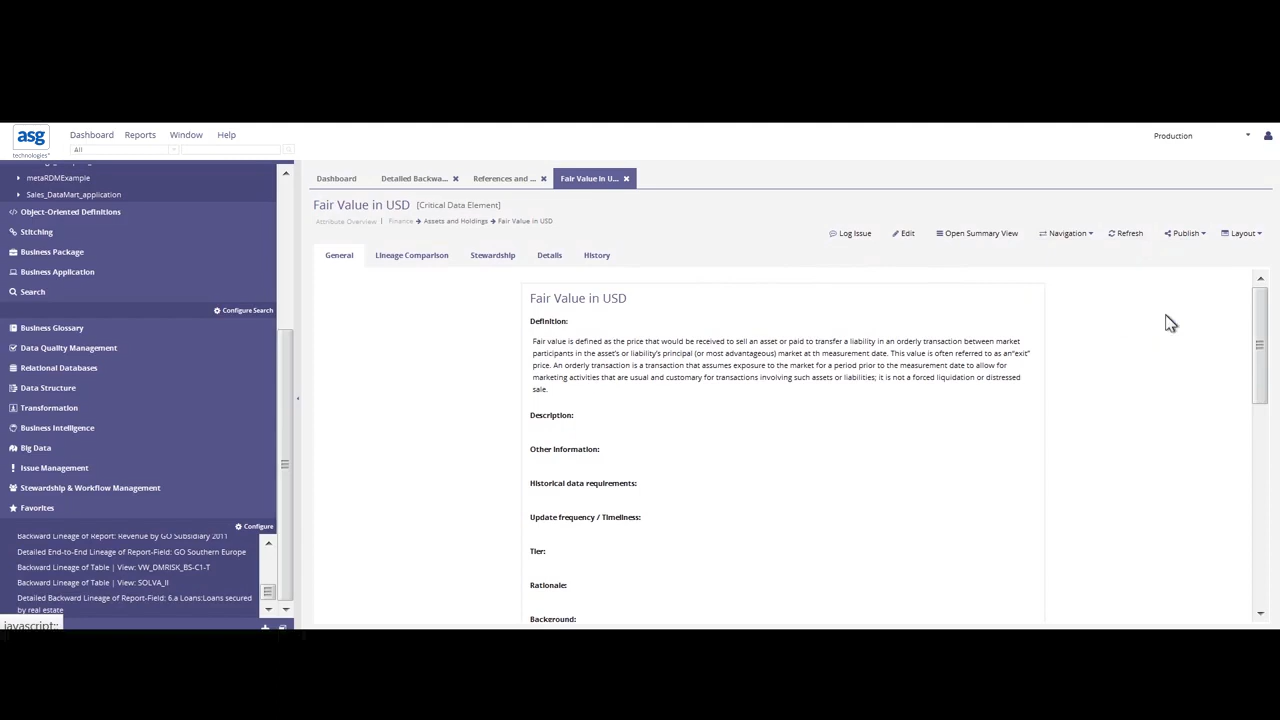 asg
technologies
Dashboard Reports Window Help
All
Production
metaRDMExample
Sales_DataMart_application
Object-Oriented Definitions
Stitching
Business Package
Business Application
Search
Configure Search
Business Glossary
Data Quality Management
Relational Databases
Data Structure
Transformation
Business Intelligence
Big Data
Issue Management
Stewardship & Workflow Management
Favorites
Configure
Backward Lineage of Report: Revenue by GO Subsidiary 2011
Detailed End-to-End Lineage of Report-Field: GO Southern Europe
Backward Lineage of Table | View: VW_DMRISK_BS-C1-T
Backward Lineage of Table | View: SOLVA_II
Detailed Backward Lineage of Report-Field: 6.a Loans:Loans secured
by real estate
javascript:;
Dashboard Detailed Backwa... References and ... Fair Value in U...
Fair Value in USD [Critical Data Element]
Attribute Overview | Finance Assets and Holdings Fair Value in USD
Log Issue Edit Open Summary View Navigation Refresh Publish Layout
General Lineage Comparison Stewardship Details History
Fair Value in USD
Definition:
Fair value is defined as the price that would be received to sell an asset or paid to transfer a liability in an orderly transaction between market
participants in the asset's or liability's principal (or most advantageous) market at th measurement date. This value is often referred to as an"exit"
price. An orderly transaction is a transaction that assumes exposure to the market for a period prior to the measurement date to allow for
marketing activities that are usual and customary for transactions involving such assets or liabilities; it is not a forced liquidation or distressed
sale.
Description:
Other information:
Historical data requirements:
Update frequency / Timeliness:
Tier:
Rationale:
Background: